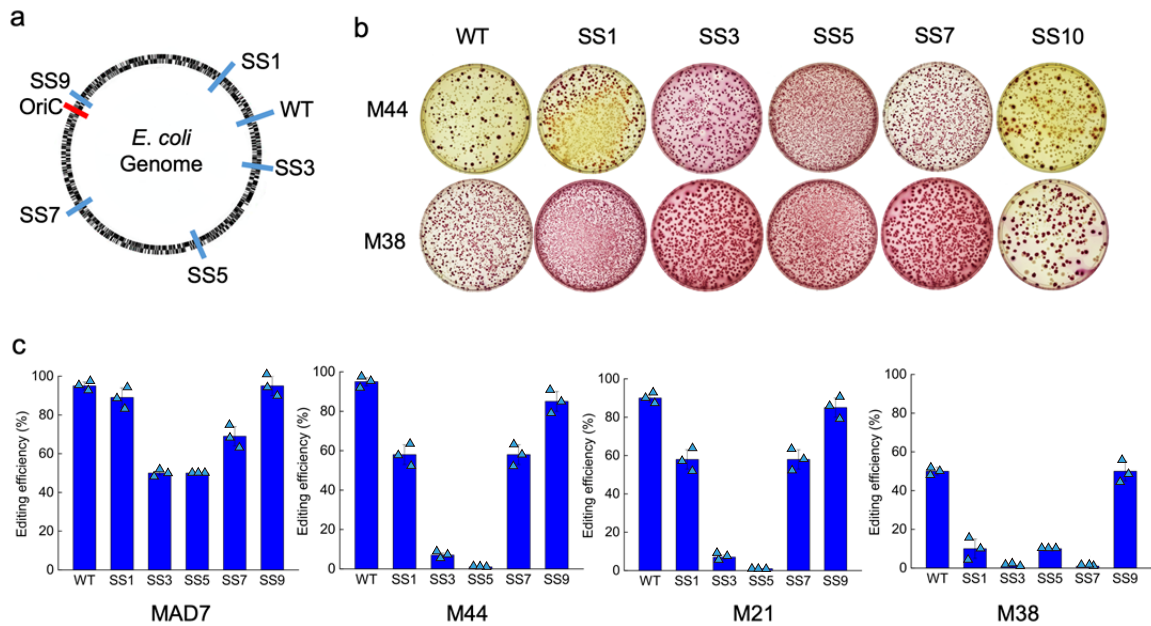 a
SS1
SS9
OriC
WT
E. coli
Genome
SS3
SS7
SS5
b
WT SS1 SS3 SS5 SS7 SS10
M44
M38
c
Editing efficiency (%)
100
80
60
40
20
0
WT SS1 SS3 SS5 SS7 SS9
MAD7
Editing efficiency (%)
100
80
60
40
20
0
WT SS1 SS3 SS5 SS7 SS9
M44
Editing efficiency (%)
100
80
60
40
20
0
WT SS1 SS3 SS5 SS7 SS9
M21
Editing efficiency (%)
100
80
60
40
20
0
WT SS1 SS3 SS5 SS7 SS9
M38